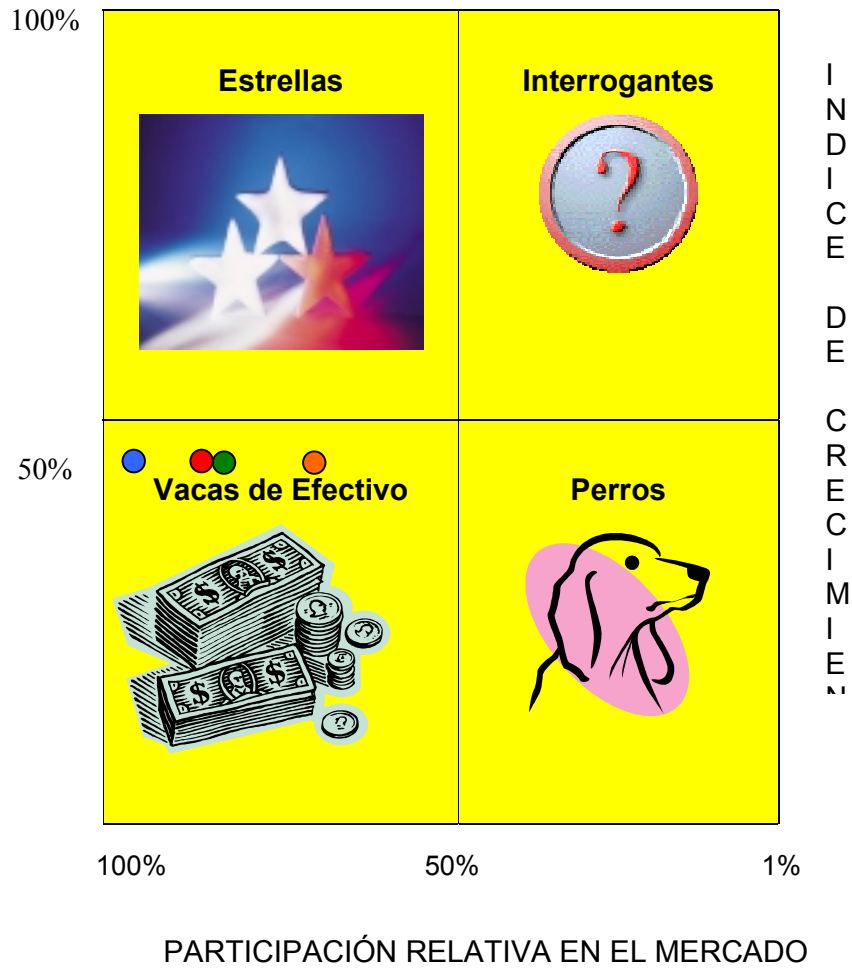 100%
Estrellas
Interrogantes
?
50%
Vacas de Efectivo
Perros
$
$
$
$
100%
50%
1%
PARTICIPACIÓN RELATIVA EN EL MERCADO
I
N
D
I
C
E
D
E
C
R
E
C
I
M
I
E
N